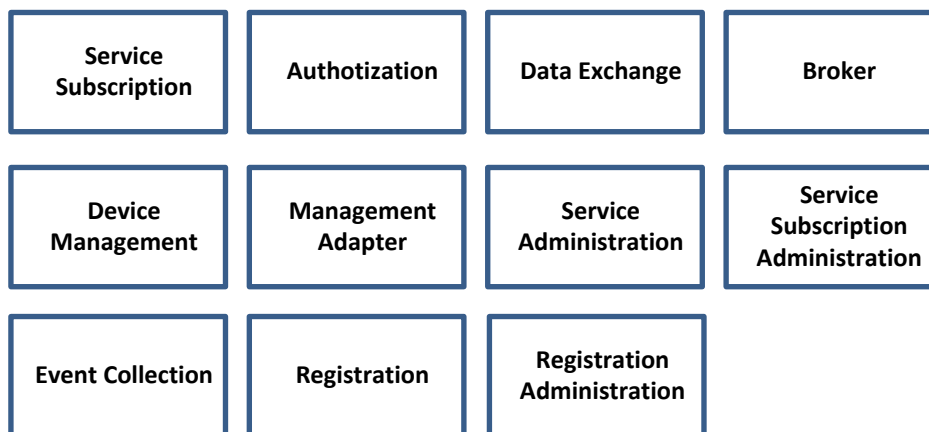 Service
Subscription
Authotization
Data Exchange
Broker
Device
Management
Management
Adapter
Service
Administration
Service
Subscription
Administration
Event Collection
Registration
Registration
Administration